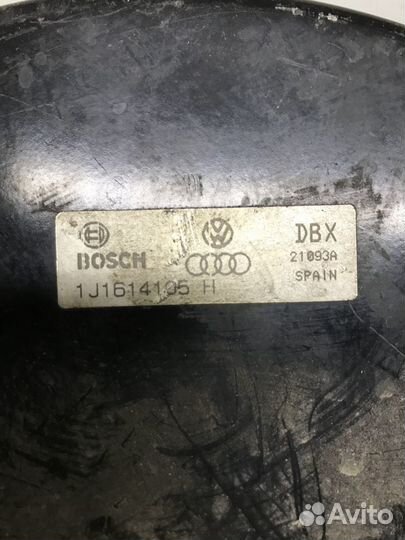 BOSCH
DBX
21093A
SPAIN
1J1614105 H
Avito